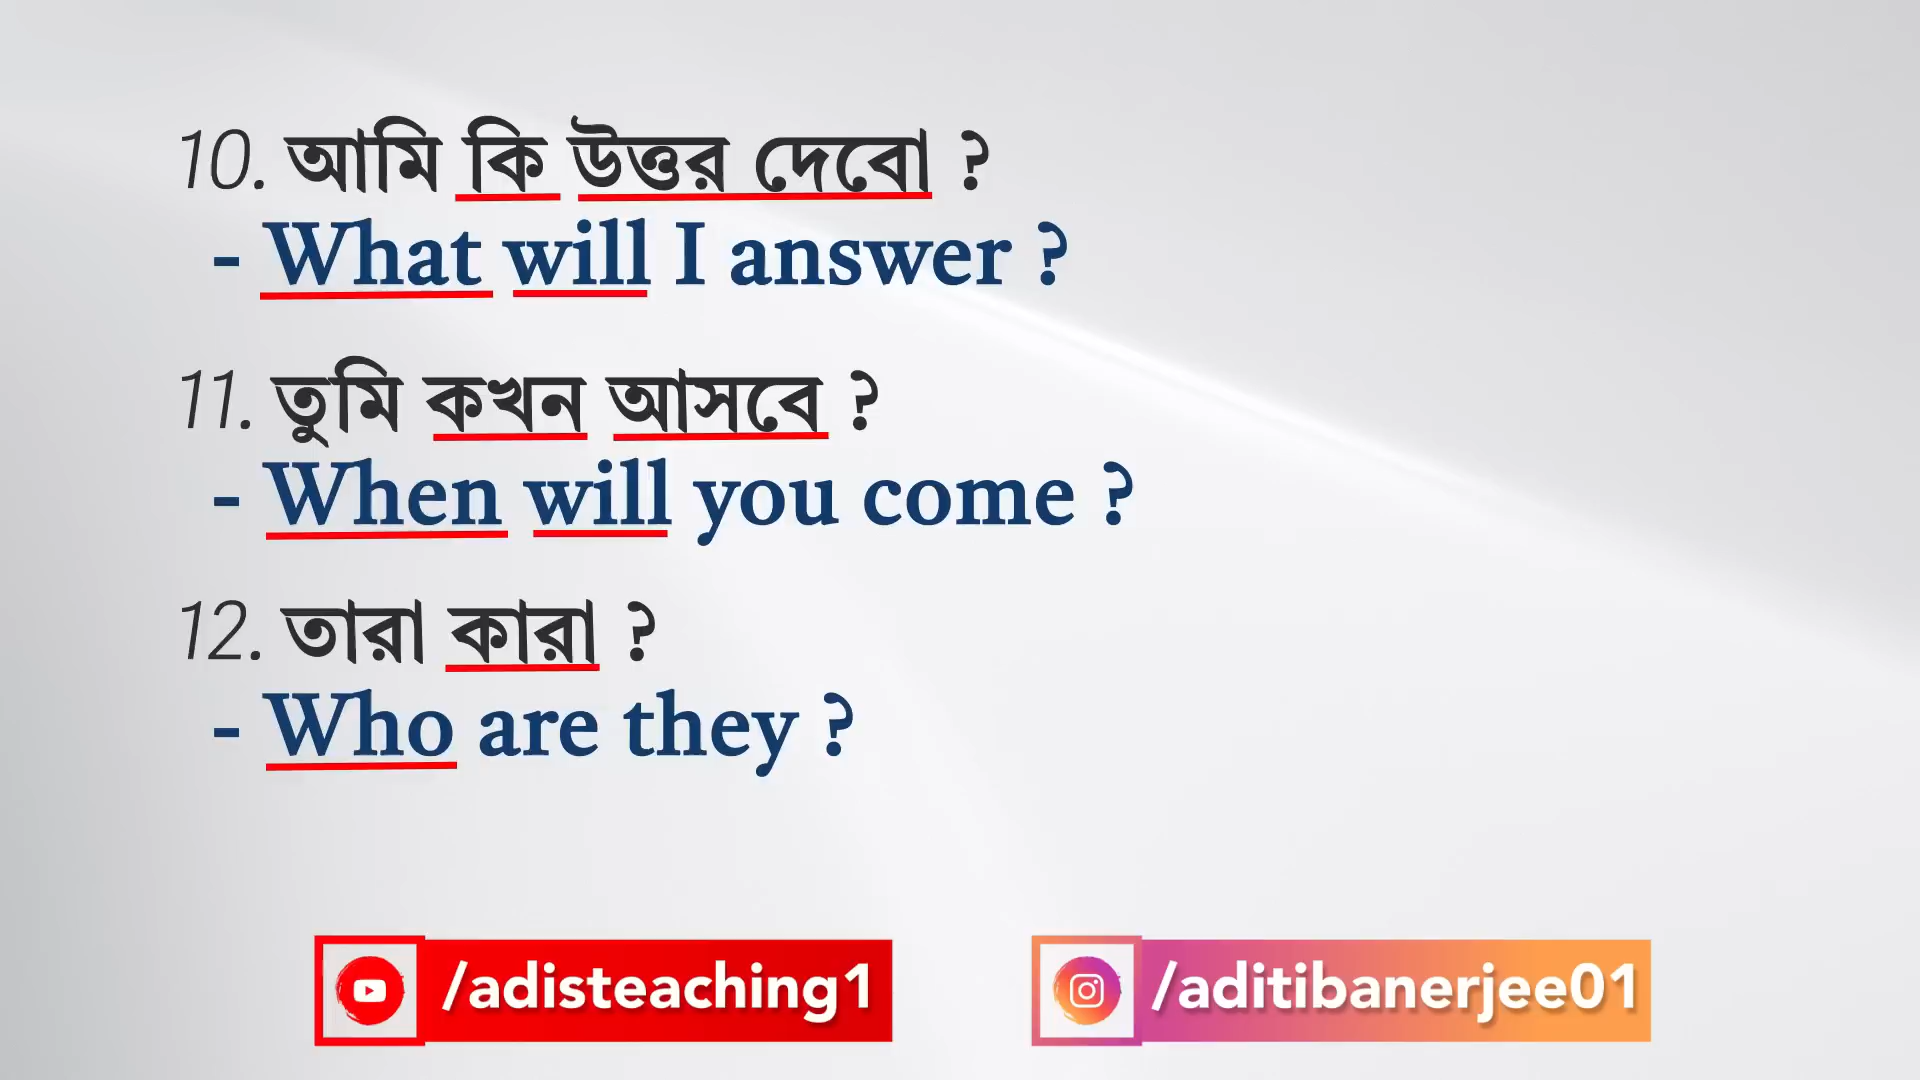 10. আমি কি উত্তর দেবো ?
- What will I answer ?
11. তুমি কখন আসবে ?
- When will you come ?
12. তারা কারা ?
- Who are they ?
/adisteaching1
/aditibanerjee01